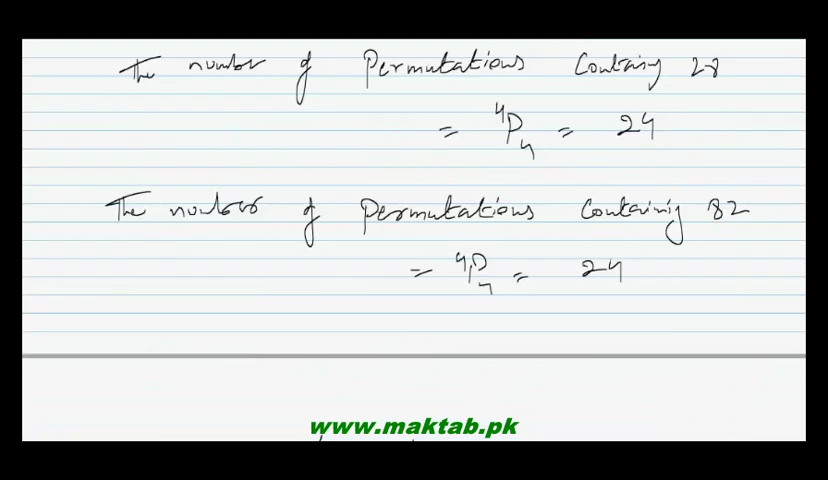 The number of Permutations Containing 28
= ⁴P₄ = 24
The number of Permutations Containing 82
= ⁴P₄ = 24
www.maktab.pk